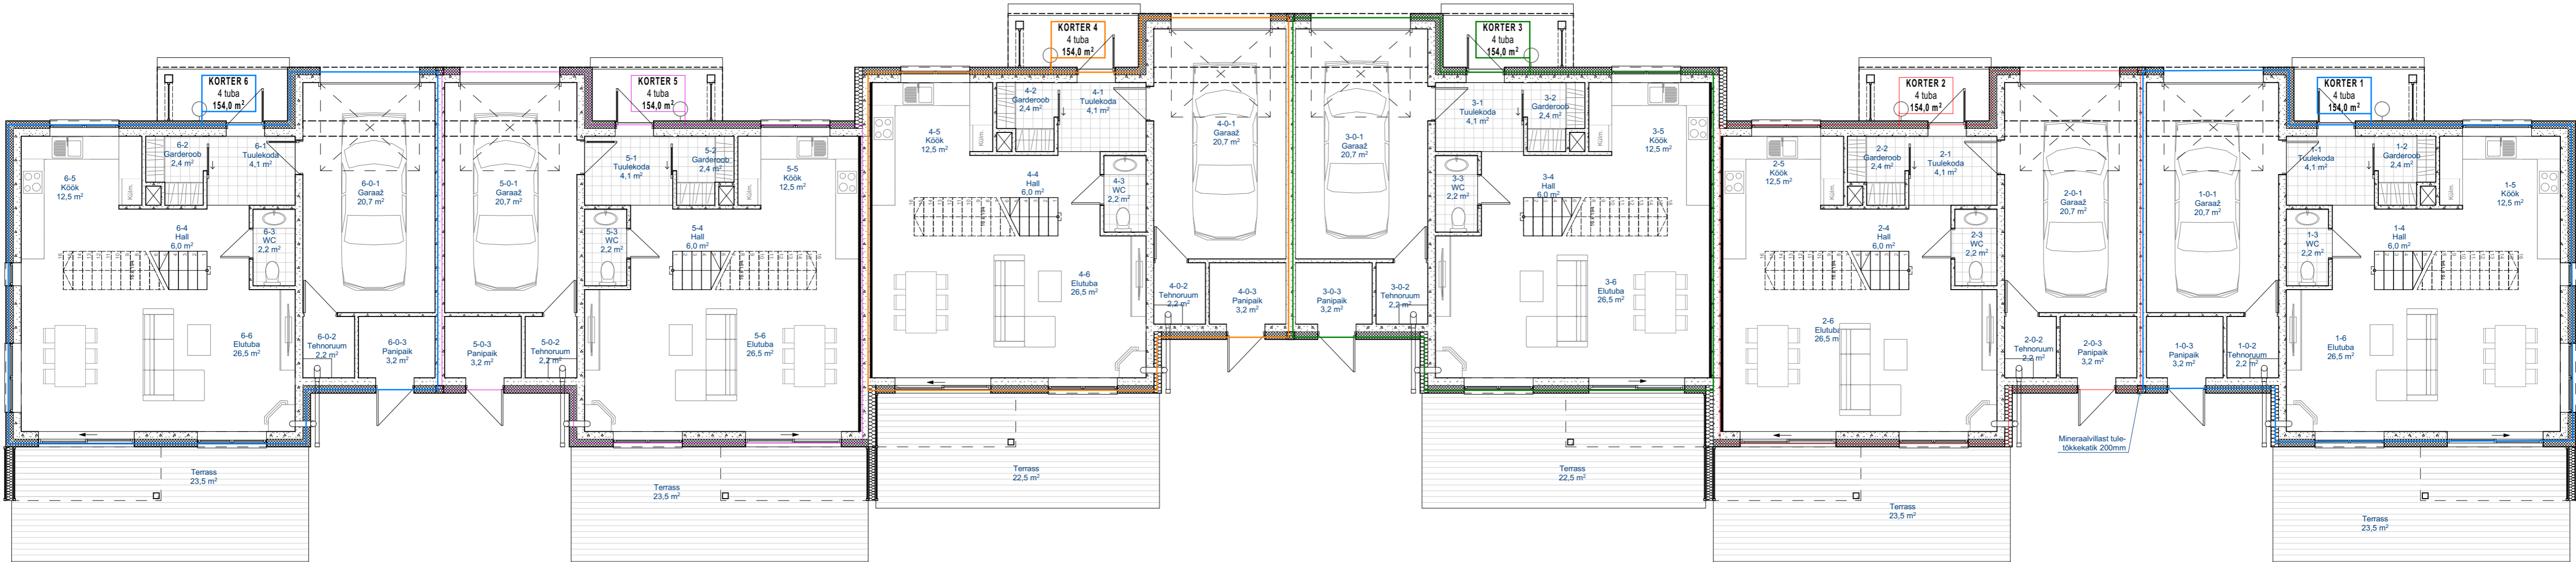 KORTER 6
4 tuba
154,0 m²
6-1
Tuulekoda
4,1 m²
6-2
Garderoob
2,4 m²
6-5
Köök
12,5 m²
Külm.
6-0-1
Garaaž
20,7 m²
6-4
Hall
6,0 m²
6-3
WC
2,2 m²
6-6
Elutuba
26,5 m²
6-0-2
Tehnoruum
2,2 m²
6-0-3
Panipaik
3,2 m²
Terrass
23,5 m²
KORTER 5
4 tuba
154,0 m²
5-0-1
Garaaž
20,7 m²
5-1
Tuulekoda
4,1 m²
5-2
Garderoob
2,4 m²
5-5
Köök
12,5 m²
Külm.
5-3
WC
2,2 m²
5-4
Hall
6,0 m²
5-6
Elutuba
26,5 m²
5-0-3
Panipaik
3,2 m²
5-0-2
Tehnoruum
2,2 m²
Terrass
23,5 m²
KORTER 4
4 tuba
154,0 m²
4-5
Köök
12,5 m²
Külm.
4-2
Garderoob
2,4 m²
4-1
Tuulekoda
4,1 m²
4-0-1
Garaaž
20,7 m²
4-4
Hall
6,0 m²
4-3
WC
2,2 m²
4-6
Elutuba
26,5 m²
4-0-2
Tehnoruum
2,2 m²
4-0-3
Panipaik
3,2 m²
Terrass
22,5 m²
KORTER 3
4 tuba
154,0 m²
3-0-1
Garaaž
20,7 m²
3-1
Tuulekoda
4,1 m²
3-2
Garderoob
2,4 m²
3-5
Köök
12,5 m²
Külm.
3-3
WC
2,2 m²
3-4
Hall
6,0 m²
3-6
Elutuba
26,5 m²
3-0-3
Panipaik
3,2 m²
3-0-2
Tehnoruum
2,2 m²
Terrass
22,5 m²
KORTER 2
4 tuba
154,0 m²
2-5
Köök
12,5 m²
Külm.
2-2
Garderoob
2,4 m²
2-1
Tuulekoda
4,1 m²
2-0-1
Garaaž
20,7 m²
2-4
Hall
6,0 m²
2-3
WC
2,2 m²
2-6
Elutuba
26,5 m
2-0-2
Tehnoruum
2,2 m²
2-0-3
Panipaik
3,2 m²
Terrass
23,5 m²
Mineraalvillast tule-
tõkkekatik 200mm
KORTER 1
4 tuba
154,0 m²
1-0-1
Garaaž
20,7 m²
1-1
Tuulekoda
4,1 m²
1-2
Garderoob
2,4 m²
1-5
Köök
12,5 m²
Külm.
1-3
WC
2,2 m²
1-4
Hall
6,0 m²
1-6
Elutuba
26,5 m²
1-0-3
Panipaik
3,2 m²
1-0-2
Tehnoruum
2,2 m²
Terrass
23,5 m²